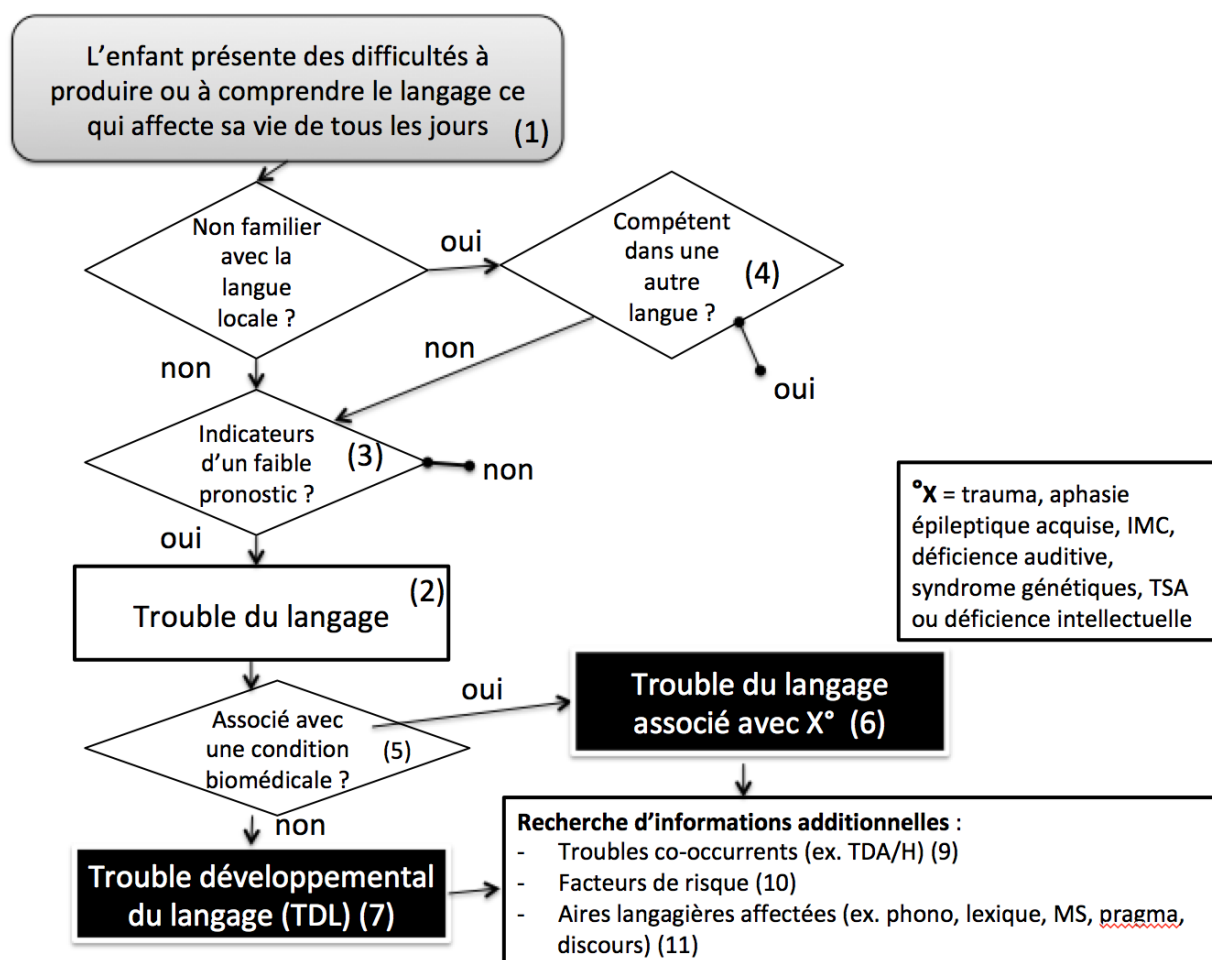 L’enfant présente des difficultés à
produire ou à comprendre le langage ce
qui affecte sa vie de tous les jours (1)
Non familier
avec la
langue
locale ?
oui
Compétent
dans une
autre
langue ?
(4)
non
oui
non
Indicateurs
d’un faible
pronostic ?
(3)
non
oui
°X = trauma, aphasie
épileptique acquise, IMC,
déficience auditive,
syndrome génétiques, TSA
ou déficience intellectuelle
Trouble du langage
(2)
Associé avec
une condition
biomédicale ?
(5)
oui
Trouble du langage
associé avec X° (6)
non
Trouble développemental
du langage (TDL) (7)
Recherche d’informations additionnelles :
- Troubles co-occurrents (ex. TDA/H) (9)
- Facteurs de risque (10)
- Aires langagières affectées (ex. phono, lexique, MS, pragma,
discours) (11)